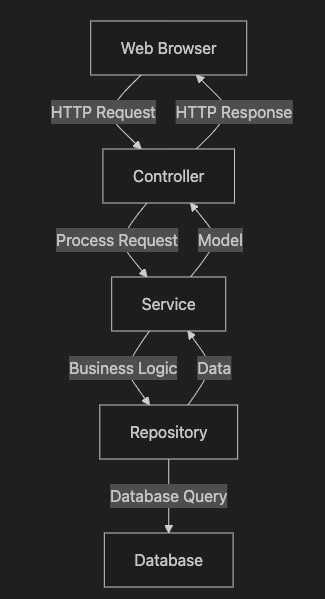 Web Browser
HTTP Request
HTTP Response
Controller
Process Request
Model
Service
Business Logic
Data
Repository
Database Query
Database